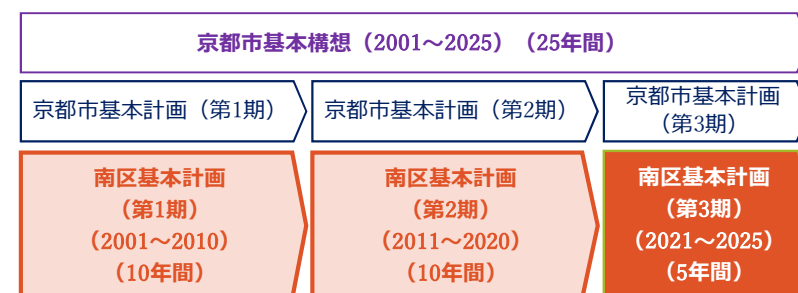 京都市基本構想（2001～2025）（25年間）
京都市基本計画（第1期）
京都市基本計画（第2期）
京都市基本計画
（第3期）
南区基本計画
（第1期）
（2001～2010）
（10年間）
南区基本計画
（第2期）
（2011～2020）
（10年間）
南区基本計画
（第3期）
（2021～2025）
（5年間）